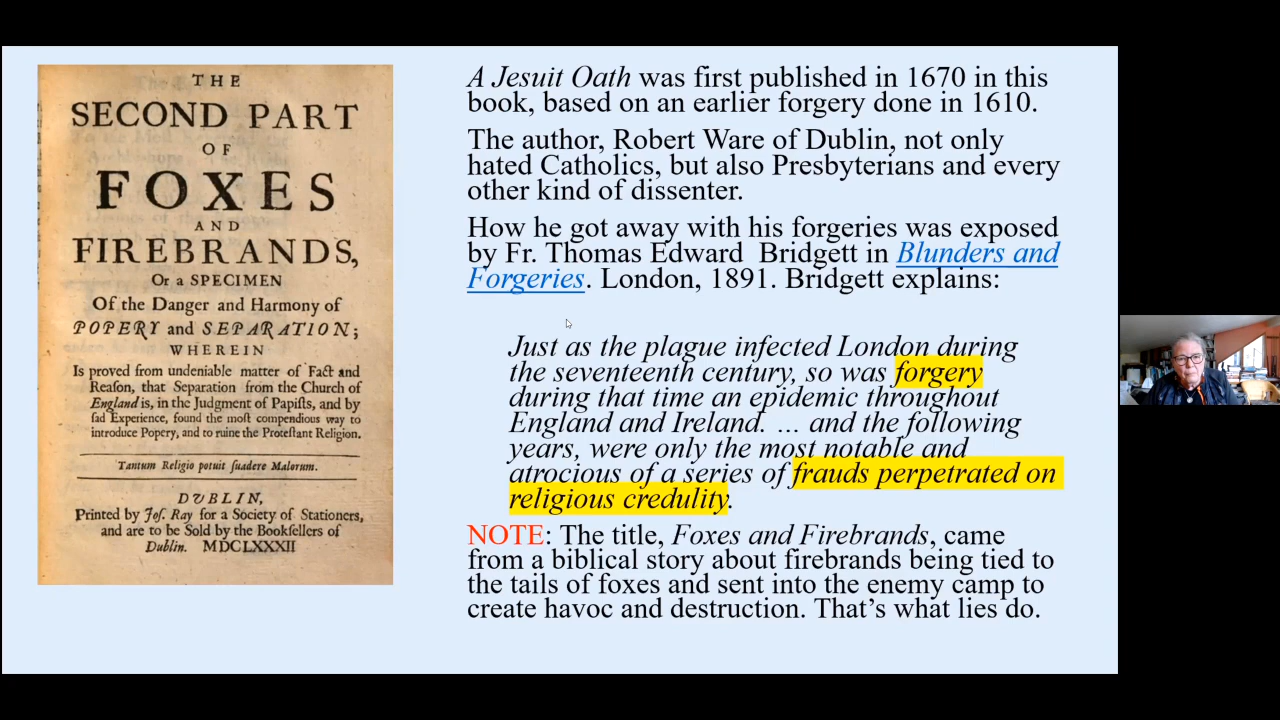 THE
SECOND PART
OF
FOXES
AND
FIREBRANDS,
Or a SPECIMEN
Of the Danger and Harmony of
POPERY and SEPARATION;
WHEREIN
Is proved from undeniable matter of Fact and
Reaſon, that Separation from the Church of
England is, in the Judgment of Papiſts, and by
ſad Experience, found the moſt compendious way to
introduce Popery, and to ruine the Proteſtant Religion.
Tantum Religio potuit ſuadere Malorum.
DUBLIN,
Printed by Joſ. Ray for a Society of Stationers,
and are to be Sold by the Bookſellers of
Dublin. MDCLXXXII
A Jesuit Oath was first published in 1670 in this
book, based on an earlier forgery done in 1610.
The author, Robert Ware of Dublin, not only
hated Catholics, but also Presbyterians and every
other kind of dissenter.
How he got away with his forgeries was exposed
by Fr. Thomas Edward Bridgett in Blunders and
Forgeries. London, 1891. Bridgett explains:
Just as the plague infected London during
the seventeenth century, so was forgery
during that time an epidemic throughout
England and Ireland. … and the following
years, were only the most notable and
atrocious of a series of frauds perpetrated on
religious credulity.
NOTE: The title, Foxes and Firebrands, came
from a biblical story about firebrands being tied to
the tails of foxes and sent into the enemy camp to
create havoc and destruction. That’s what lies do.